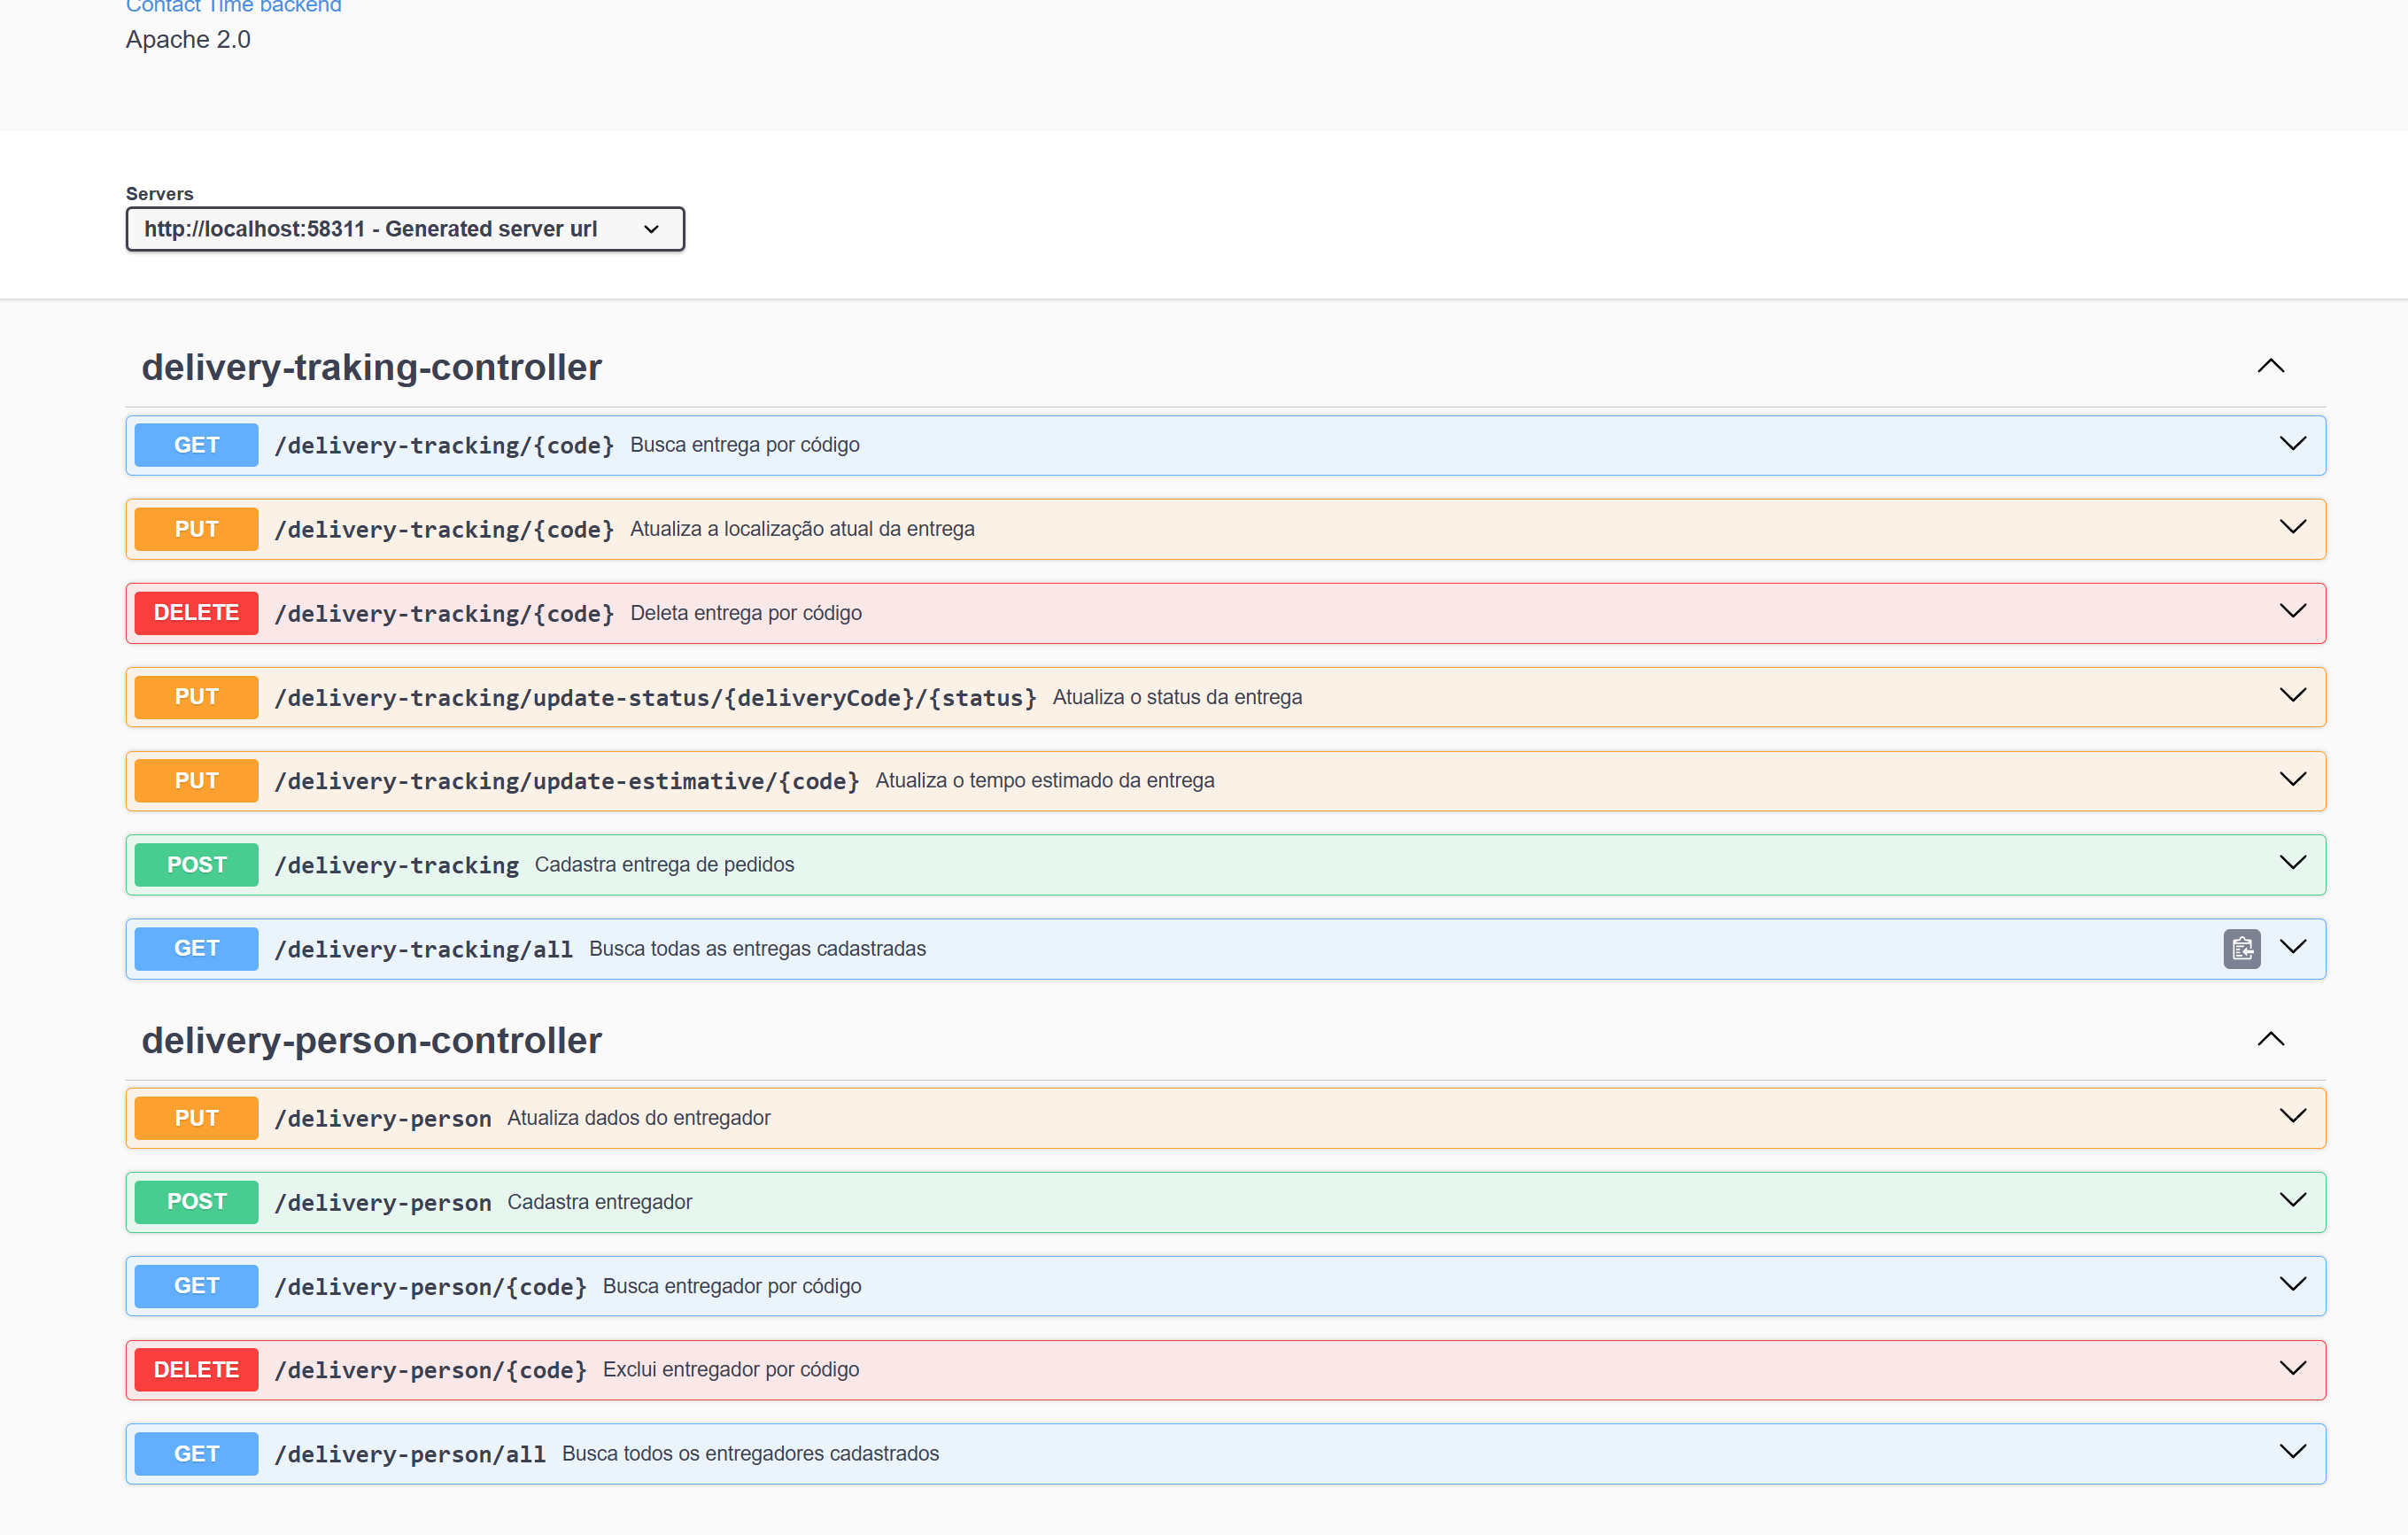 Contact Time backend
Apache 2.0
Servers
http://localhost:58311 - Generated server url
delivery-traking-controller
GET /delivery-tracking/{code} Busca entrega por código
PUT /delivery-tracking/{code} Atualiza a localização atual da entrega
DELETE /delivery-tracking/{code} Deleta entrega por código
PUT /delivery-tracking/update-status/{deliveryCode}/{status} Atualiza o status da entrega
PUT /delivery-tracking/update-estimative/{code} Atualiza o tempo estimado da entrega
POST /delivery-tracking Cadastra entrega de pedidos
GET /delivery-tracking/all Busca todas as entregas cadastradas
delivery-person-controller
PUT /delivery-person Atualiza dados do entregador
POST /delivery-person Cadastra entregador
GET /delivery-person/{code} Busca entregador por código
DELETE /delivery-person/{code} Exclui entregador por código
GET /delivery-person/all Busca todos os entregadores cadastrados